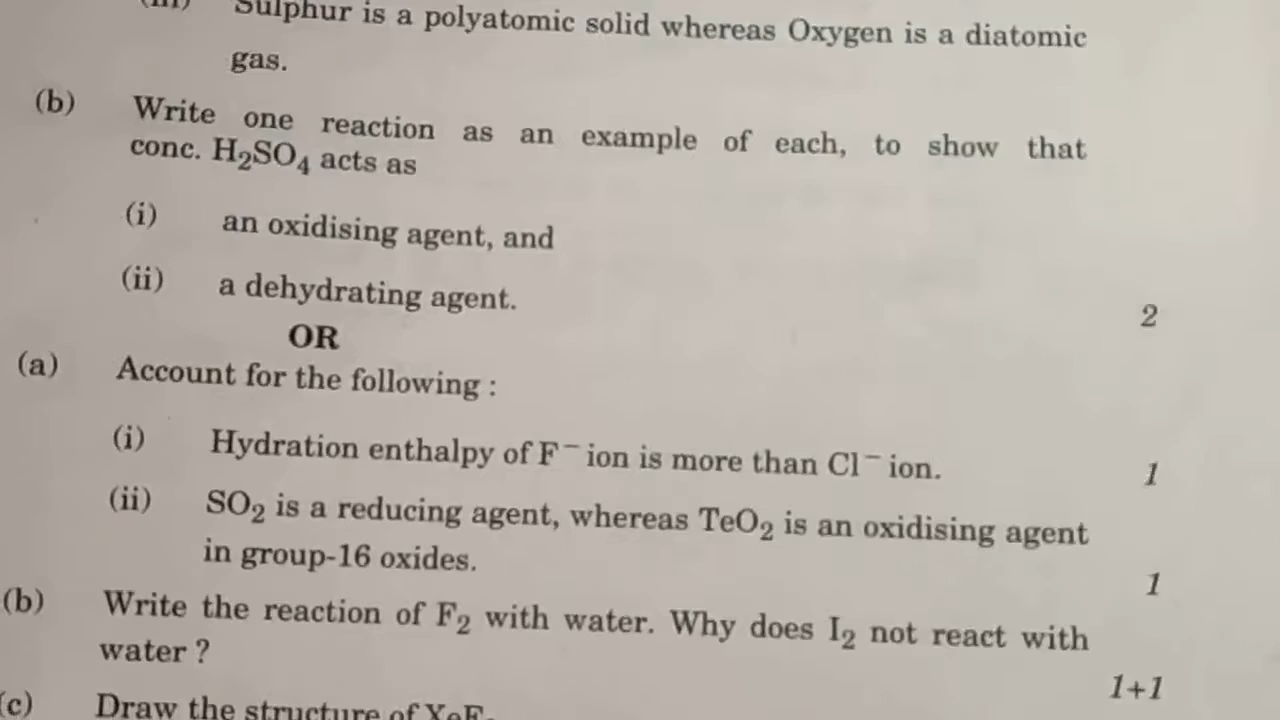 (iii) Sulphur is a polyatomic solid whereas Oxygen is a diatomic
gas.
(b) Write one reaction as an example of each, to show that
conc. H₂SO₄ acts as
(i) an oxidising agent, and
(ii) a dehydrating agent.
2
OR
(a) Account for the following :
(i) Hydration enthalpy of F⁻ ion is more than Cl⁻ ion. 1
(ii) SO₂ is a reducing agent, whereas TeO₂ is an oxidising agent
in group-16 oxides. 1
(b) Write the reaction of F₂ with water. Why does I₂ not react with
water ? 1+1
(c) Draw the structure of